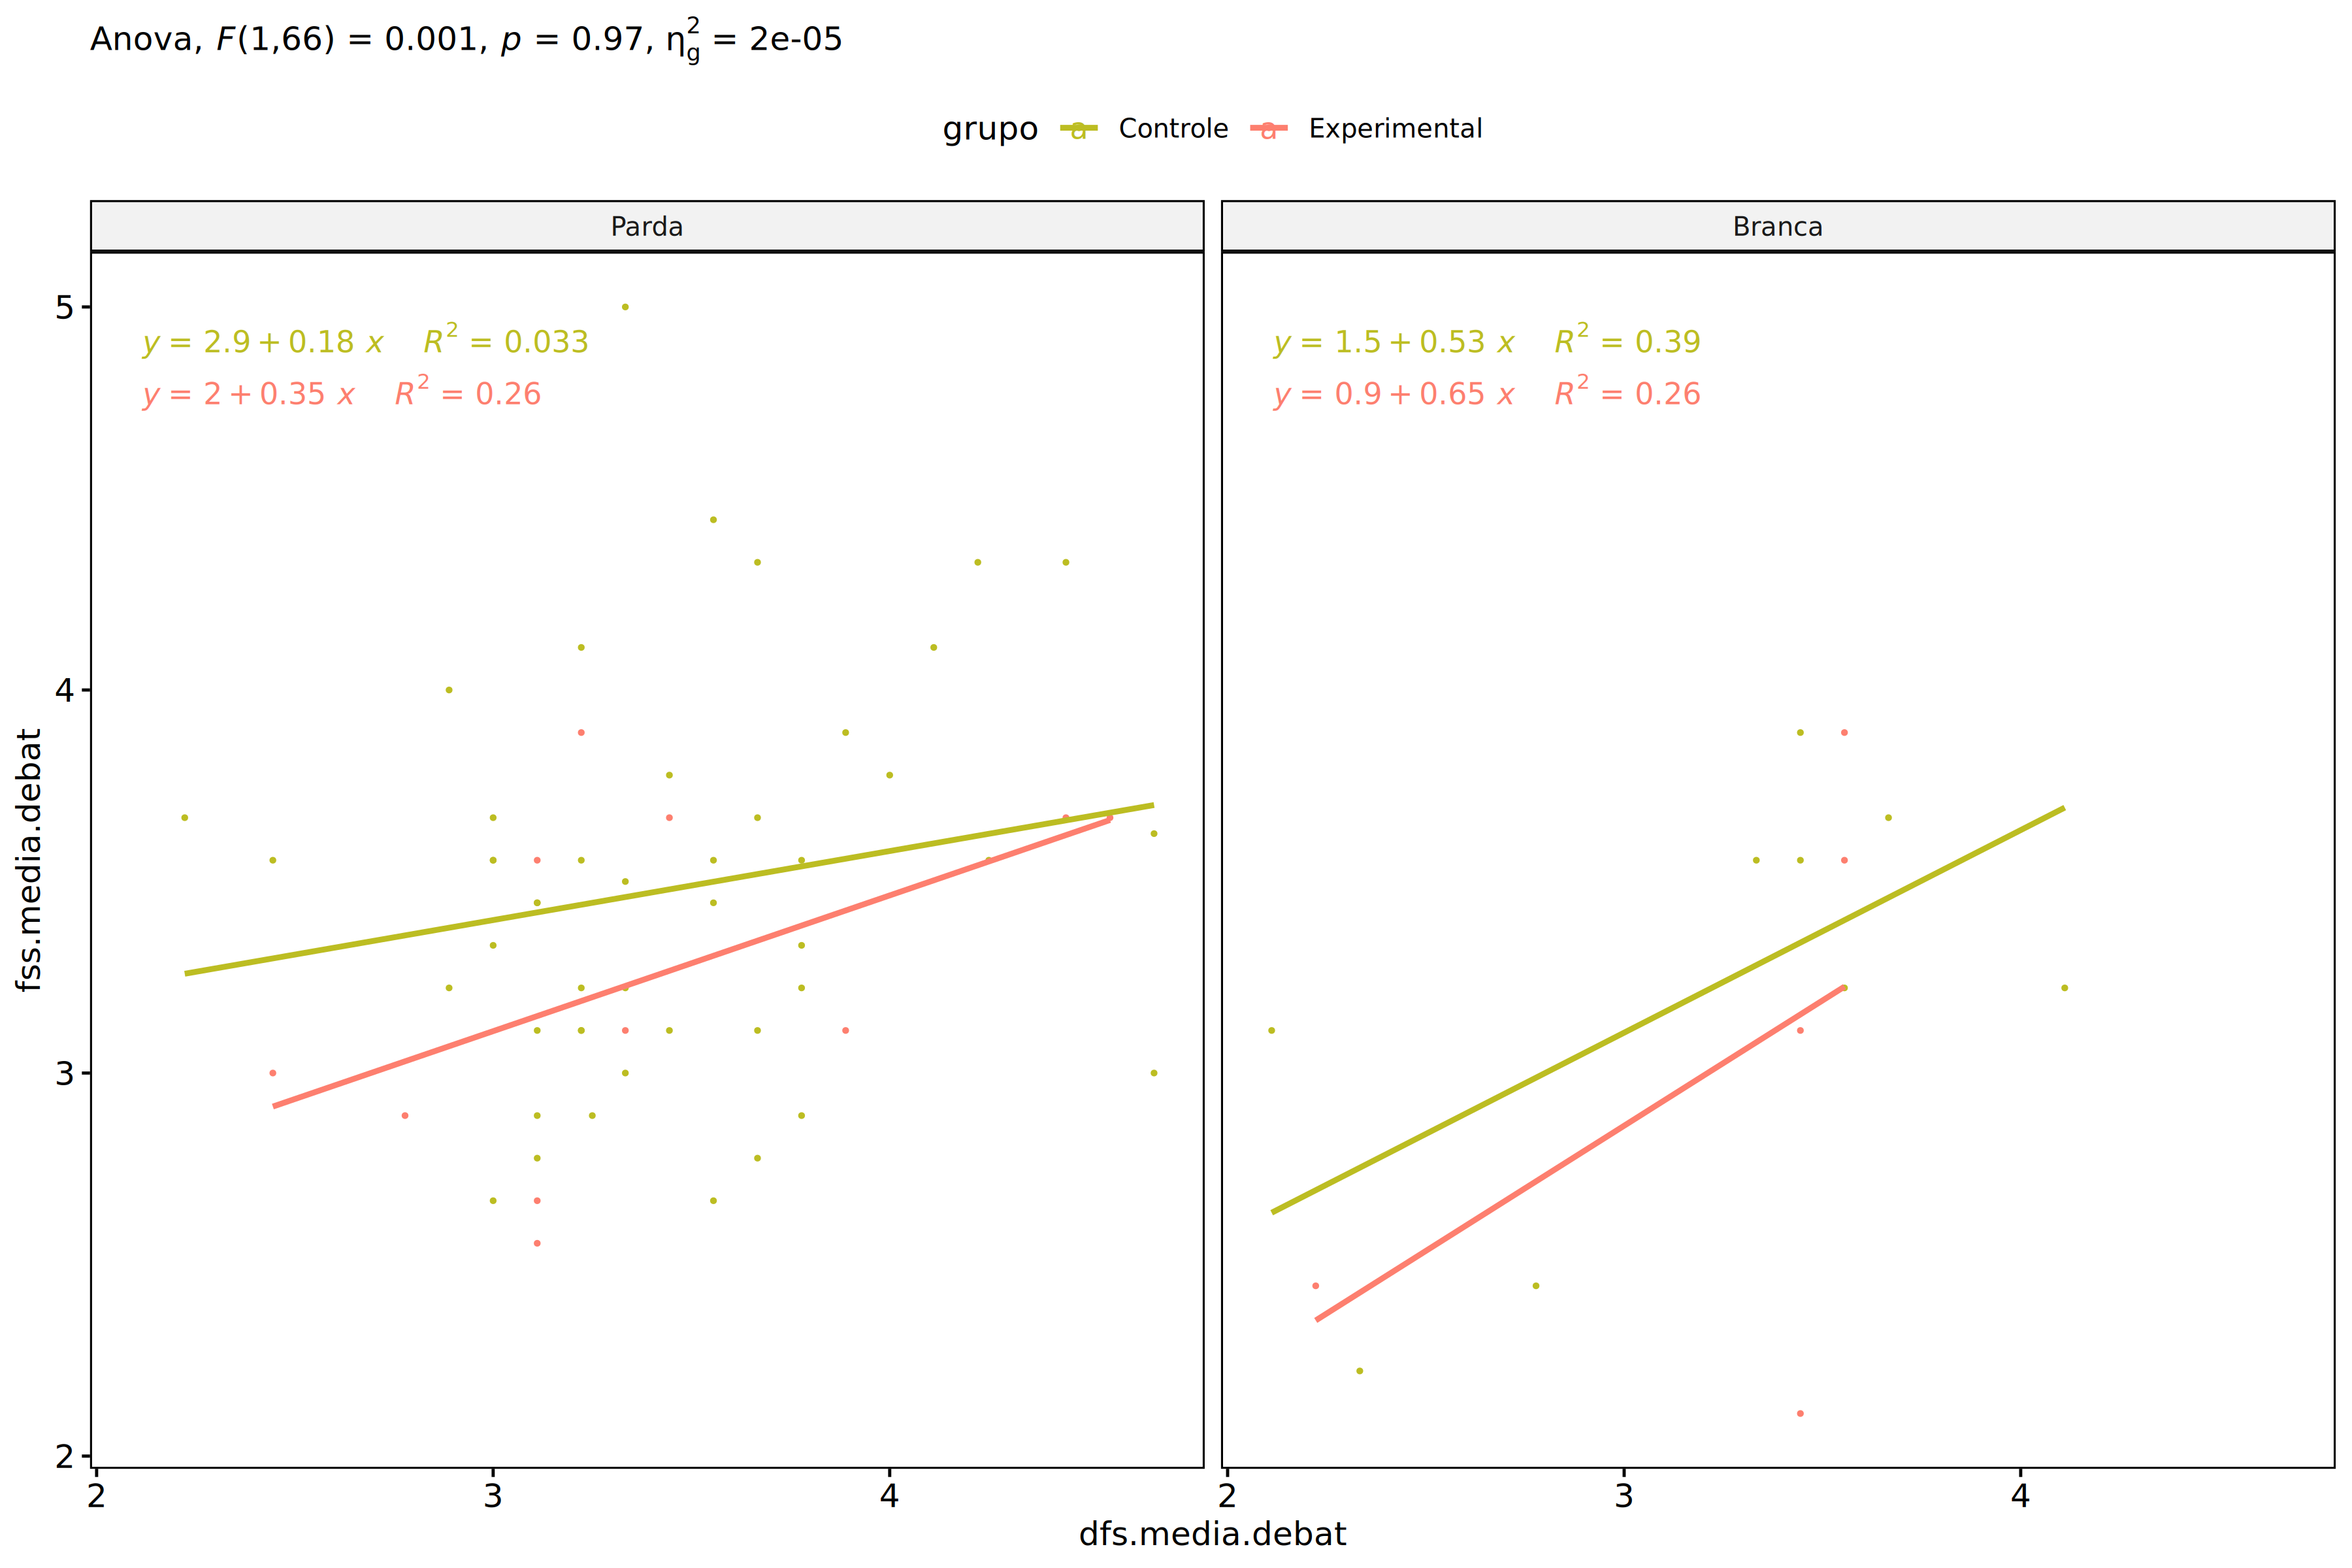 Anova, F(1,66) = 0.001, p = 0.97, η²g = 2e-05
grupo a Controle a Experimental
Parda
Branca
y = 2.9 + 0.18 x R² = 0.033
y = 2 + 0.35 x R² = 0.26
y = 1.5 + 0.53 x R² = 0.39
y = 0.9 + 0.65 x R² = 0.26
5
4
3
2
fss.media.debat
2 3 4
2 3 4
dfs.media.debat